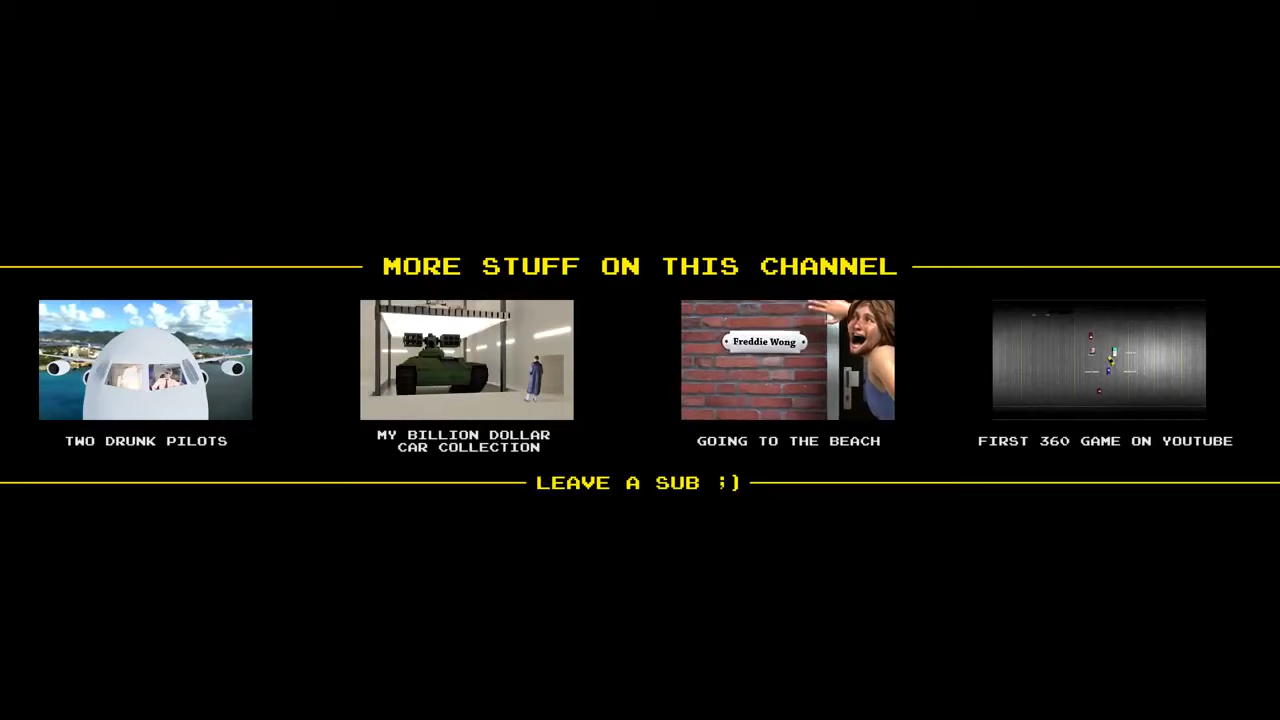 MORE STUFF ON THIS CHANNEL
Freddie Wong
TWO DRUNK PILOTS
MY BILLION DOLLAR
CAR COLLECTION
GOING TO THE BEACH
FIRST 360 GAME ON YOUTUBE
LEAVE A SUB ;)